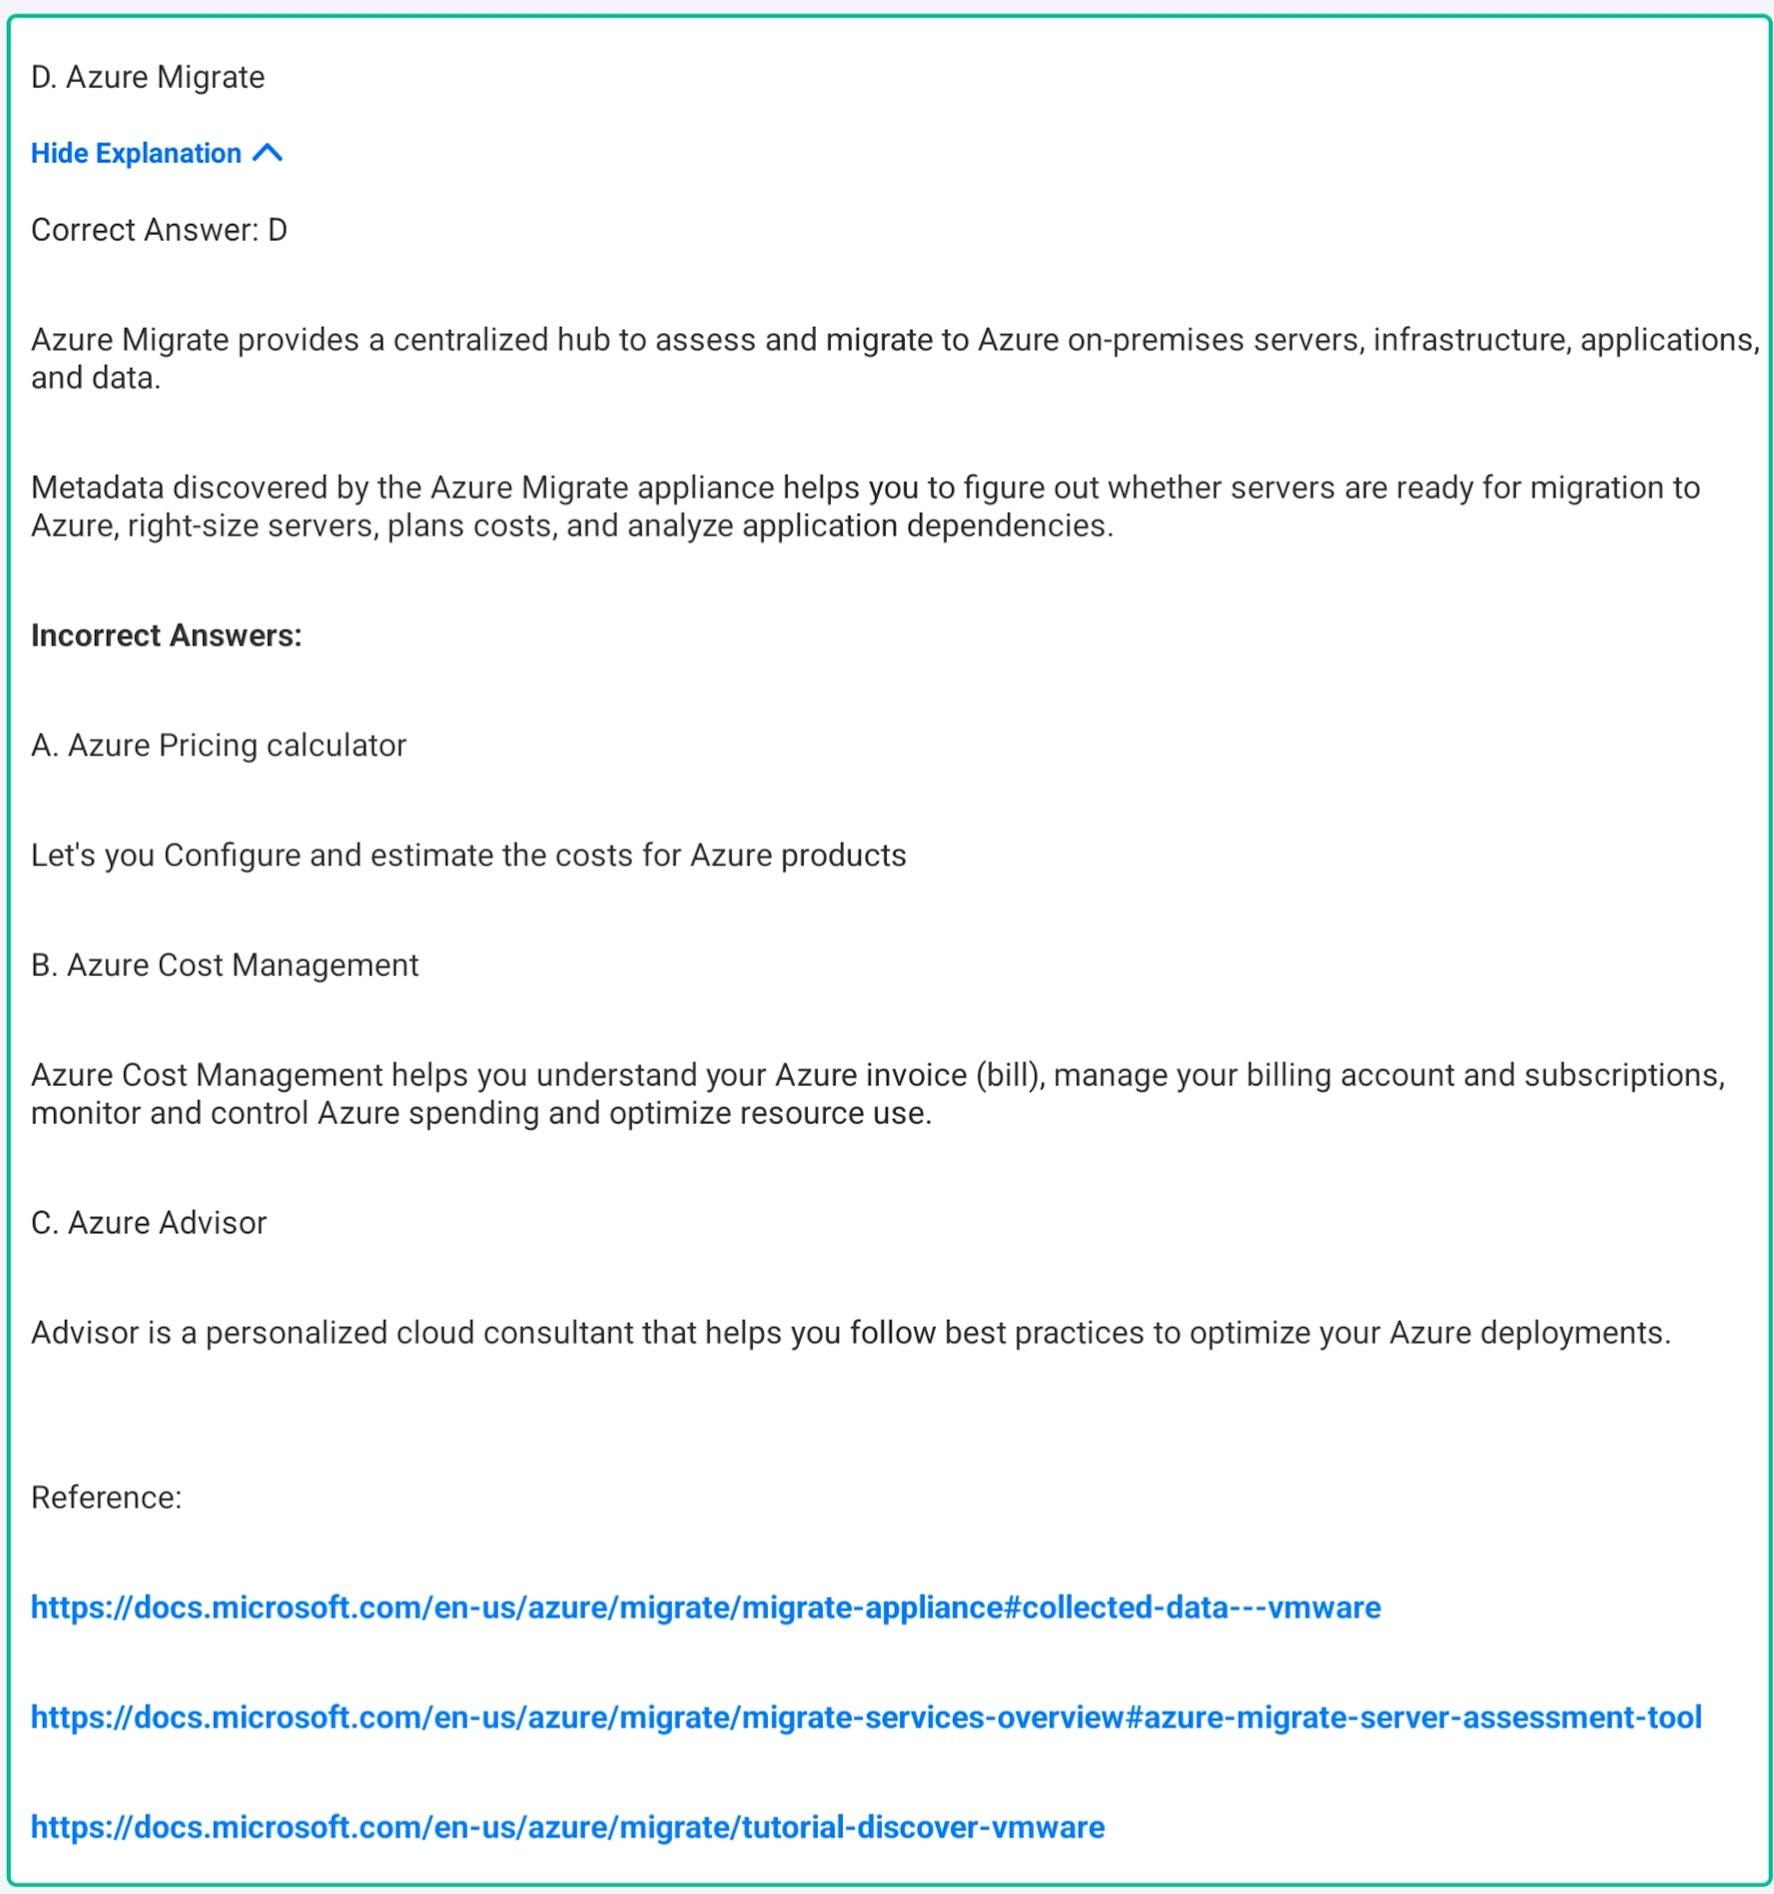 D. Azure Migrate
Hide Explanation
Correct Answer: D
Azure Migrate provides a centralized hub to assess and migrate to Azure on-premises servers, infrastructure, applications,
and data.
Metadata discovered by the Azure Migrate appliance helps you to figure out whether servers are ready for migration to
Azure, right-size servers, plans costs, and analyze application dependencies.
Incorrect Answers:
A. Azure Pricing calculator
Let's you Configure and estimate the costs for Azure products
B. Azure Cost Management
Azure Cost Management helps you understand your Azure invoice (bill), manage your billing account and subscriptions,
monitor and control Azure spending and optimize resource use.
C. Azure Advisor
Advisor is a personalized cloud consultant that helps you follow best practices to optimize your Azure deployments.
Reference:
https://docs.microsoft.com/en-us/azure/migrate/migrate-appliance#collected-data---vmware
https://docs.microsoft.com/en-us/azure/migrate/migrate-services-overview#azure-migrate-server-assessment-tool
https://docs.microsoft.com/en-us/azure/migrate/tutorial-discover-vmware